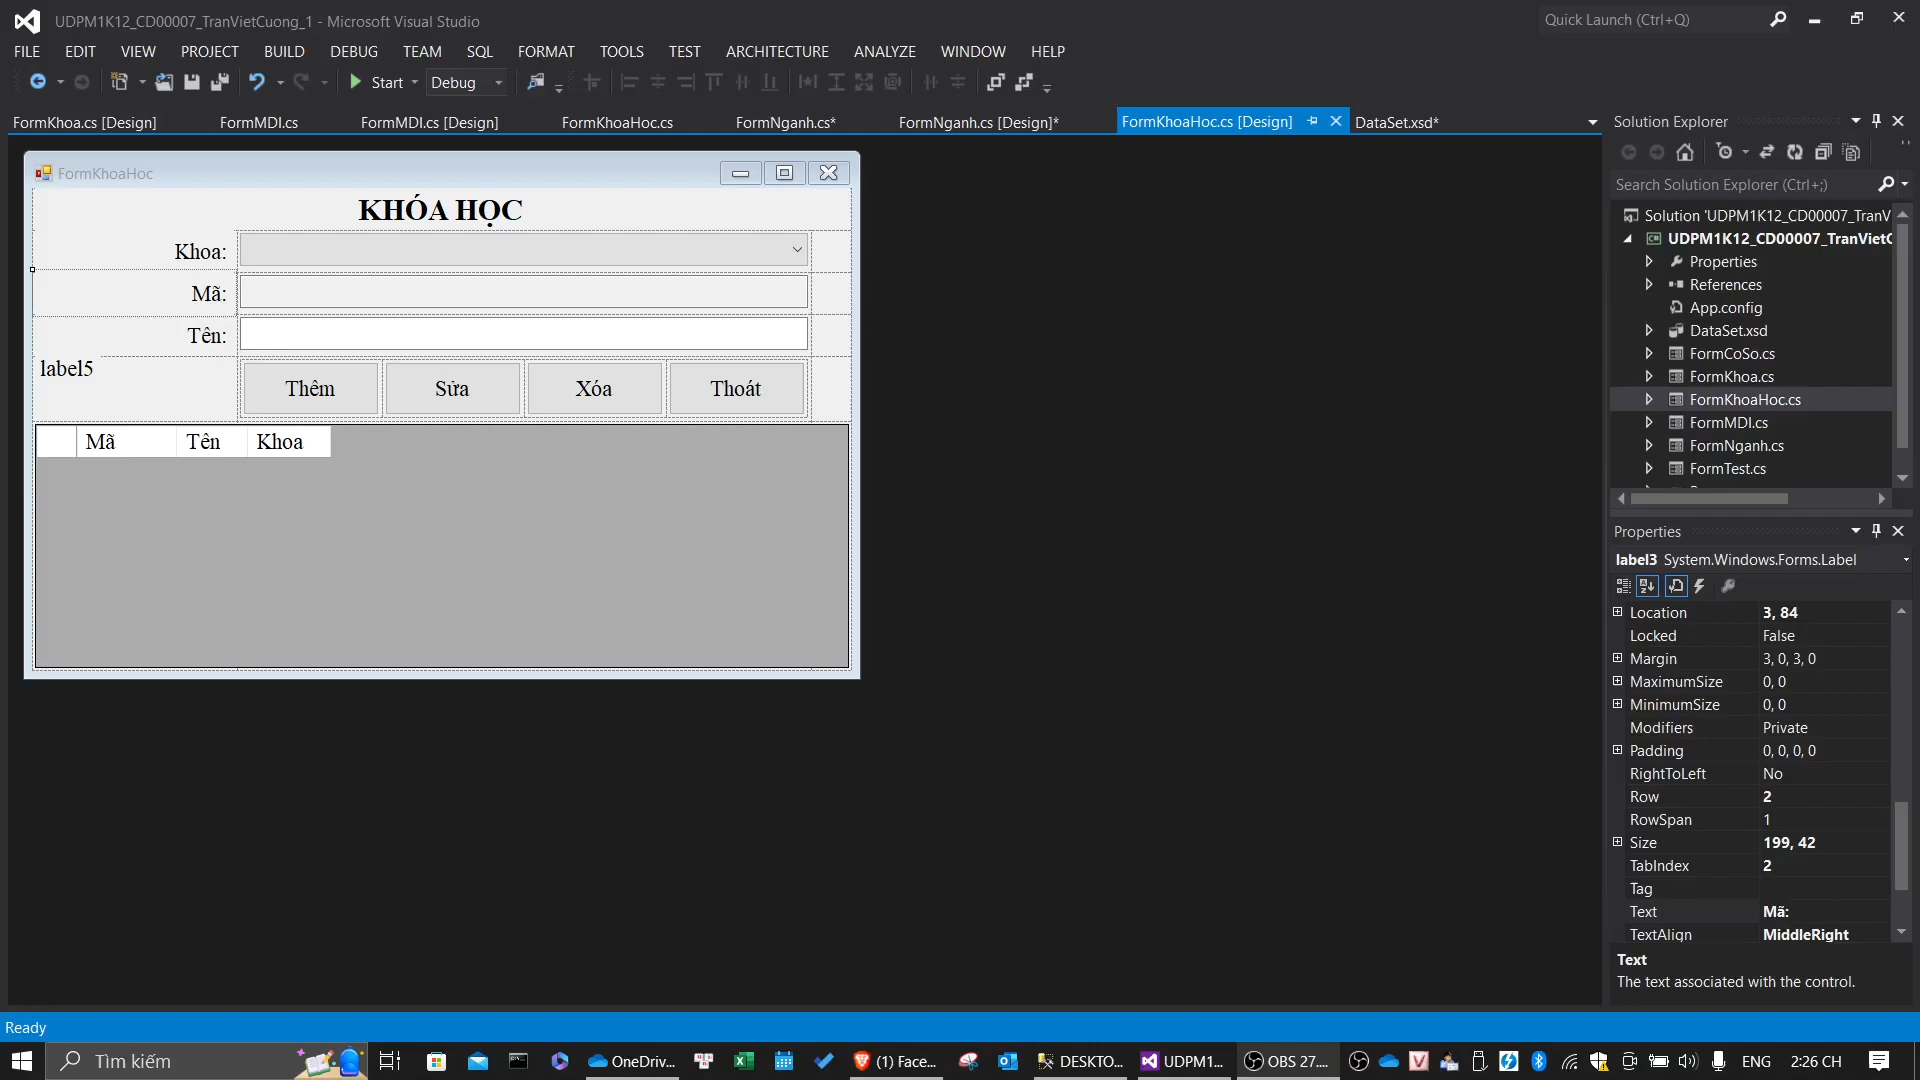 UDPM1K12_CD00007_TranVietCuong_1 - Microsoft Visual Studio
Quick Launch (Ctrl+Q)
FILE EDIT VIEW PROJECT BUILD DEBUG TEAM SQL FORMAT TOOLS TEST ARCHITECTURE ANALYZE WINDOW HELP
Start Debug
FormKhoa.cs [Design] FormMDI.cs FormMDI.cs [Design] FormKhoaHoc.cs FormNganh.cs* FormNganh.cs [Design]* FormKhoaHoc.cs [Design] DataSet.xsd*
FormKhoaHoc
KHÓA HỌC
Khoa:
Mã:
Tên:
label5
Thêm Sửa Xóa Thoát
Mã Tên Khoa
Solution Explorer
Search Solution Explorer (Ctrl+;)
Solution 'UDPM1K12_CD00007_TranV
UDPM1K12_CD00007_TranVietC
Properties
References
App.config
DataSet.xsd
FormCoSo.cs
FormKhoa.cs
FormKhoaHoc.cs
FormMDI.cs
FormNganh.cs
FormTest.cs
Properties
label3 System.Windows.Forms.Label
Location 3, 84
Locked False
Margin 3, 0, 3, 0
MaximumSize 0, 0
MinimumSize 0, 0
Modifiers Private
Padding 0, 0, 0, 0
RightToLeft No
Row 2
RowSpan 1
Size 199, 42
TabIndex 2
Tag
Text Mã:
TextAlign MiddleRight
Text
The text associated with the control.
Ready
Tìm kiếm
OneDriv... (1) Face... DESKTO... UDPM1... OBS 27.... ENG 2:26 CH